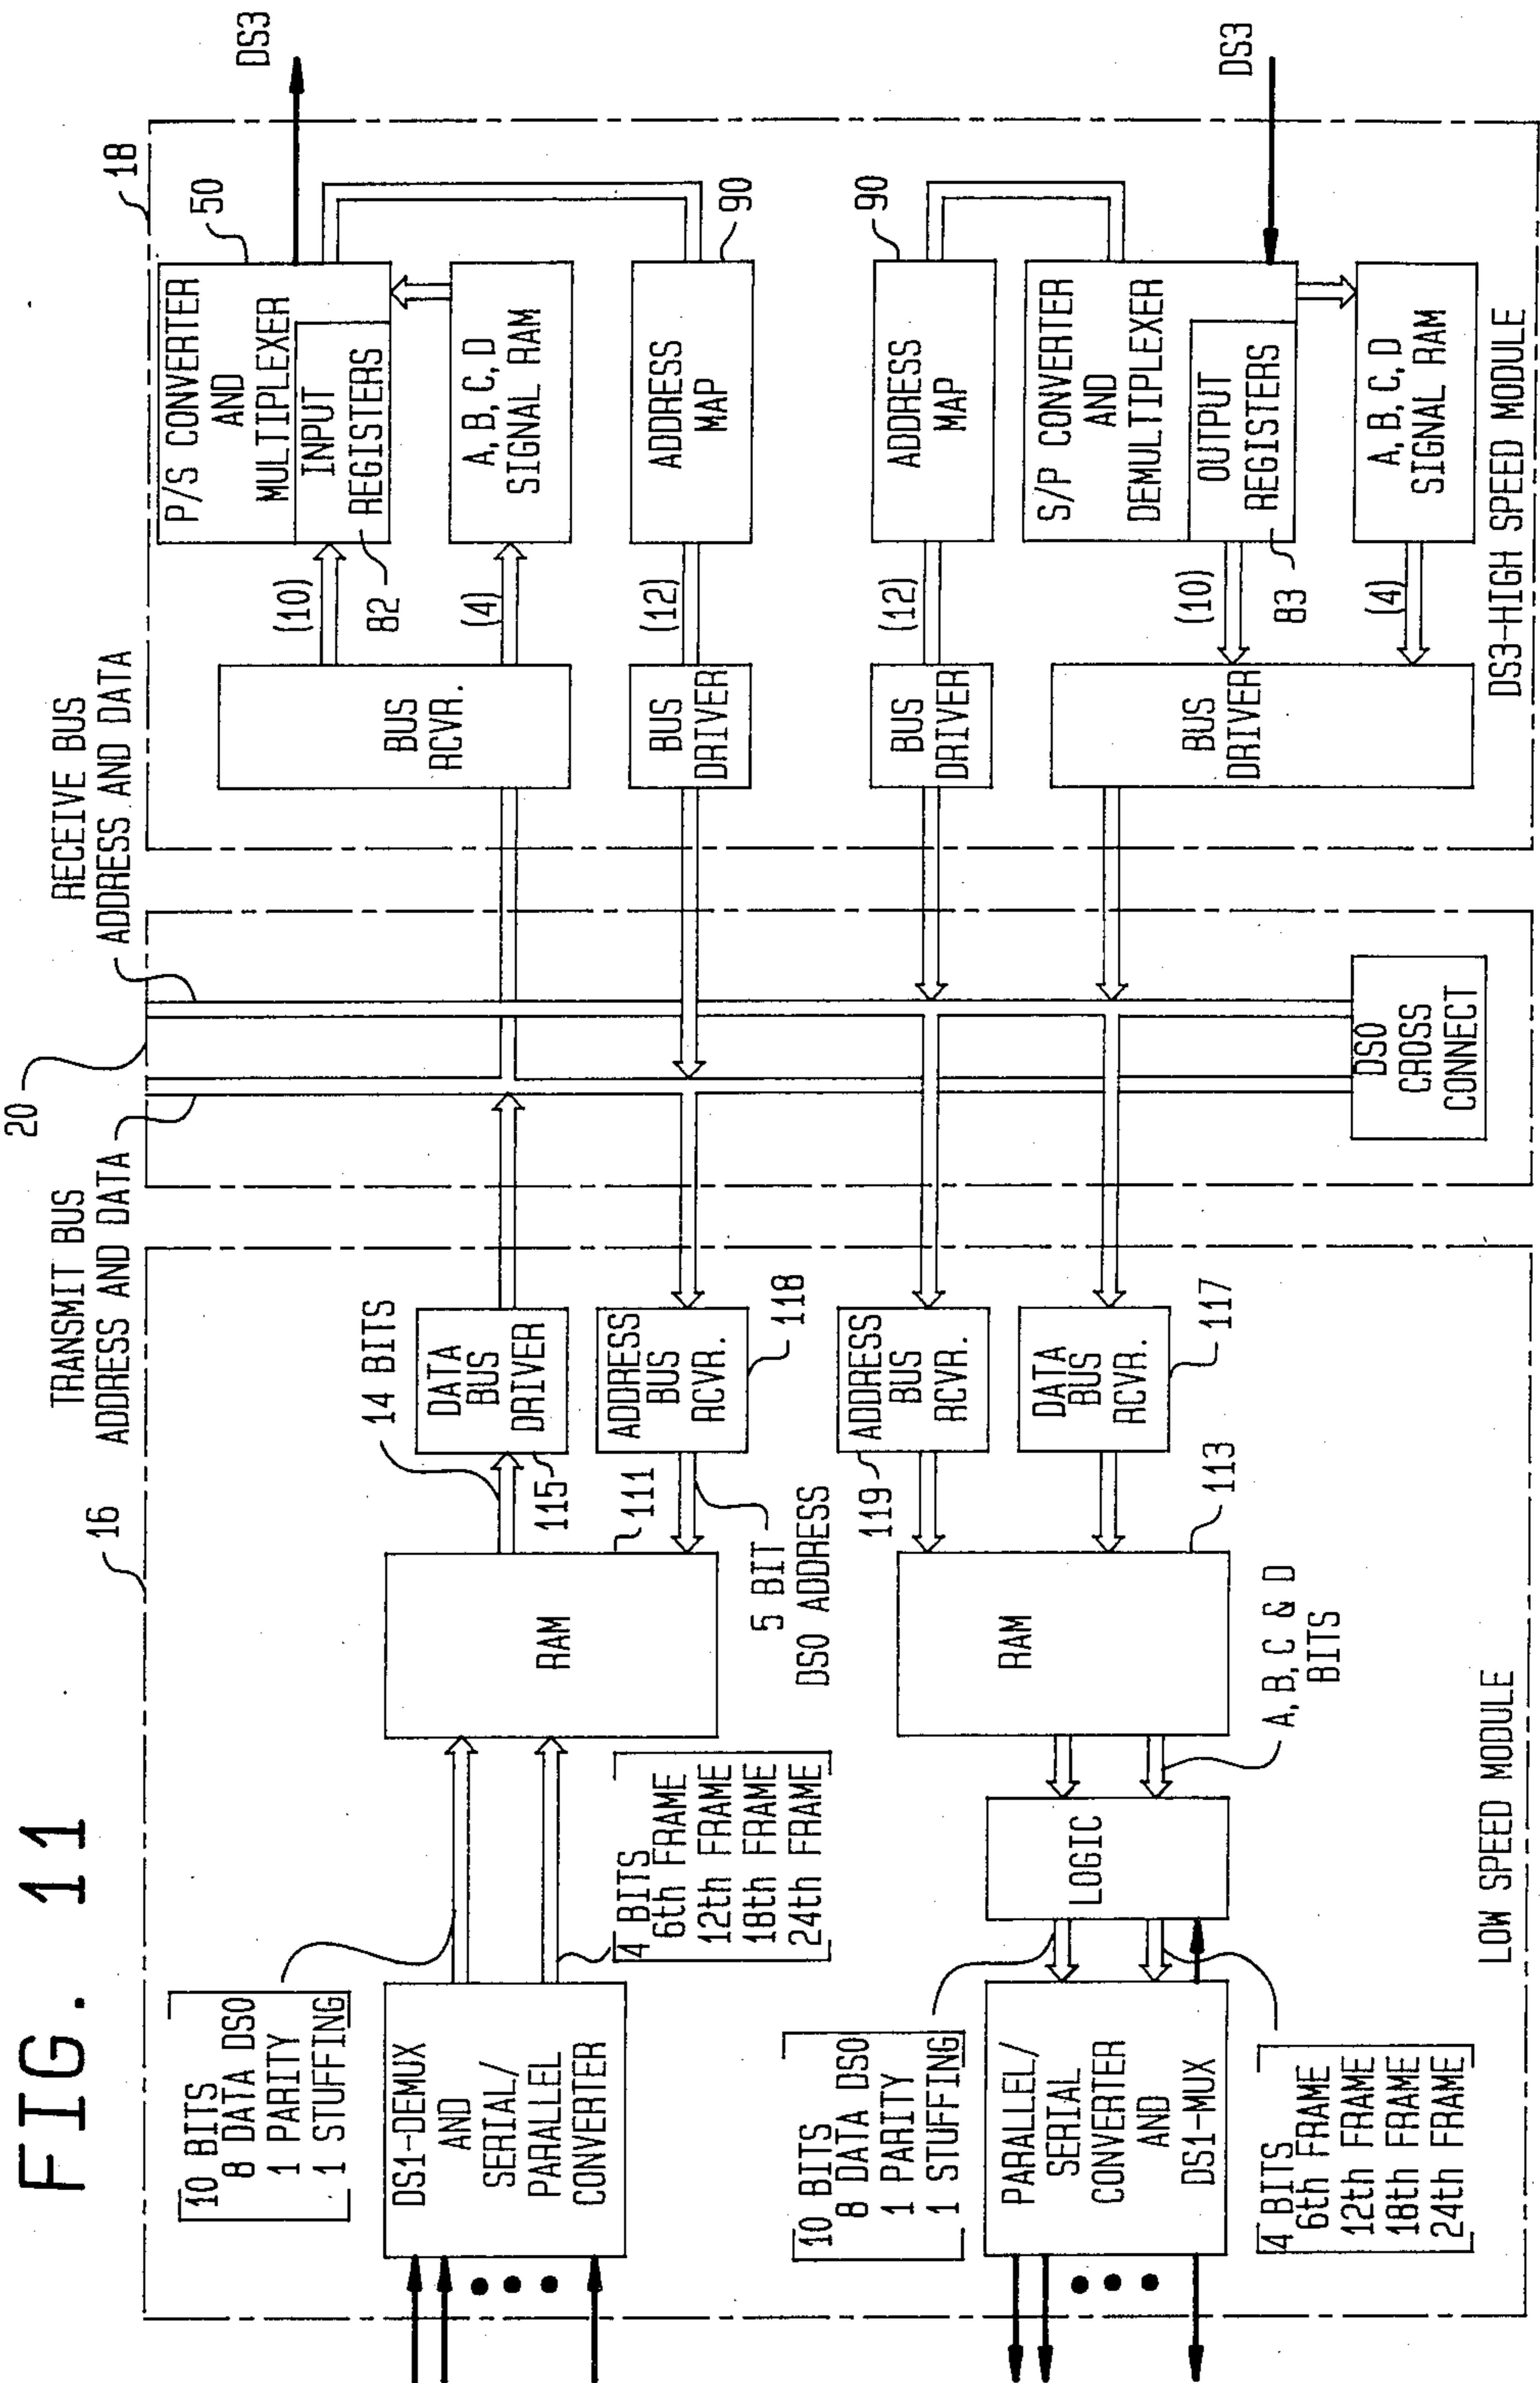 FIG. 11
16
TRANSMIT BUS
ADDRESS AND DATA
20
RECEIVE BUS
ADDRESS AND DATA
18
10 BITS
8 DATA DSO
1 PARITY
1 STUFFING
DS1-DEMUX
AND
SERIAL/
PARALLEL
CONVERTER
4 BITS
6th FRAME
12th FRAME
18th FRAME
24th FRAME
RAM
111
14 BITS
DATA
BUS
DRIVER
115
ADDRESS
BUS
RCVR.
118
5 BIT
DSO ADDRESS
BUS
RCVR.
(10)
82
(4)
P/S CONVERTER
AND
MULTIPLEXER
INPUT
REGISTERS
50
DS3
A, B, C, D
SIGNAL RAM
BUS
DRIVER
(12)
ADDRESS
MAP
90
10 BITS
8 DATA DSO
1 PARITY
1 STUFFING
PARALLEL/
SERIAL
CONVERTER
AND
DS1-MUX
4 BITS
6th FRAME
12th FRAME
18th FRAME
24th FRAME
LOGIC
A, B, C & D
BITS
RAM
113
119
ADDRESS
BUS
RCVR.
DATA
BUS
RCVR.
117
DSO
CROSS
CONNECT
BUS
DRIVER
(12)
ADDRESS
MAP
90
BUS
DRIVER
(10)
83
(4)
S/P CONVERTER
AND
DEMULTIPLEXER
OUTPUT
REGISTERS
DS3
A, B, C, D
SIGNAL RAM
LOW SPEED MODULE
DS3-HIGH SPEED MODULE